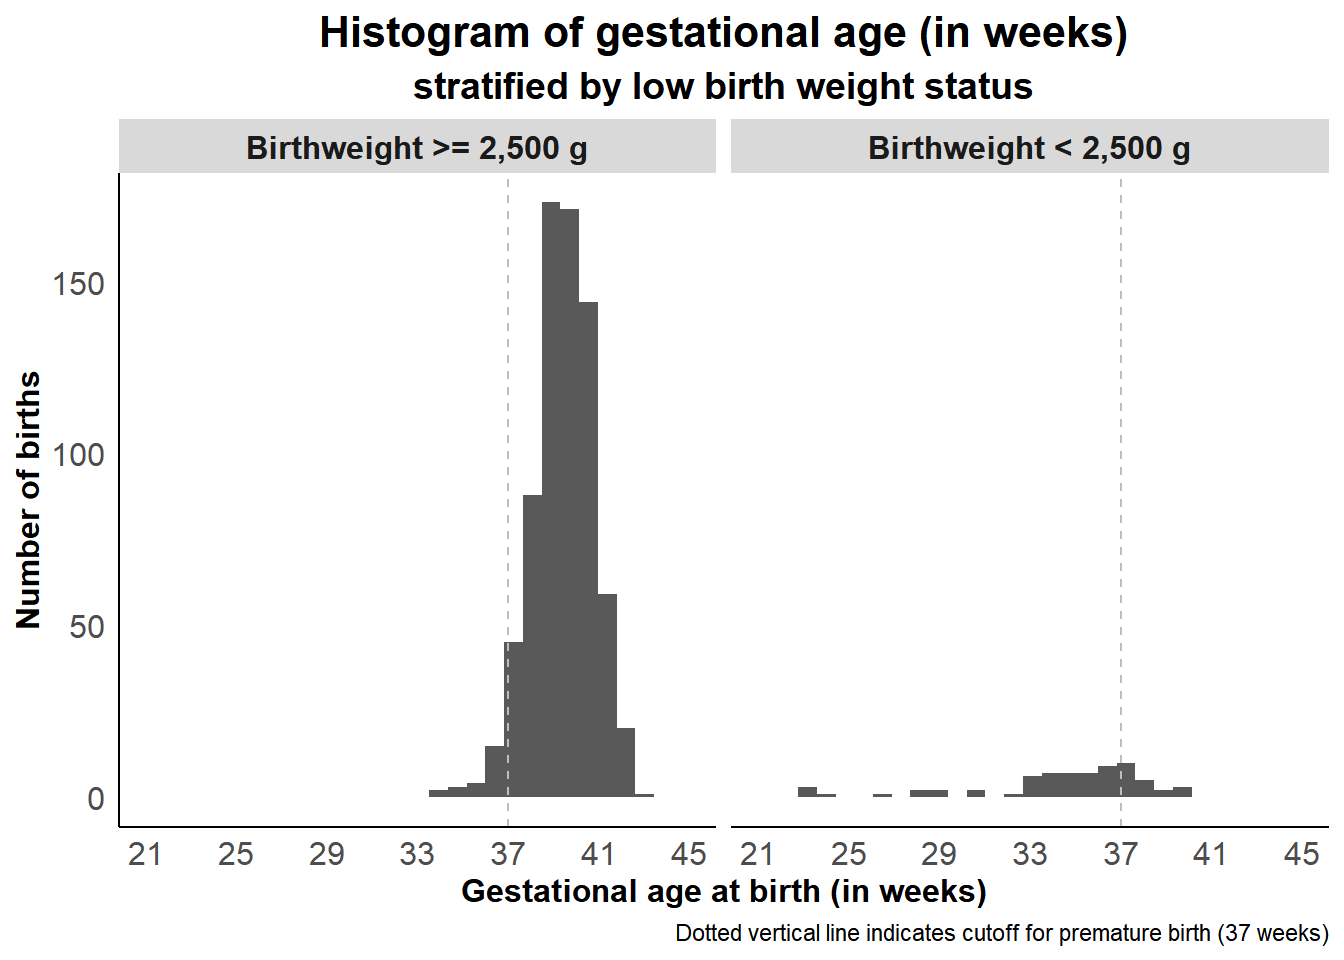 Histogram of gestational age (in weeks)
stratified by low birth weight status
Birthweight >= 2,500 g
Birthweight < 2,500 g
Number of births
150
100
50
0
21 25 29 33 37 41 45
21 25 29 33 37 41 45
Gestational age at birth (in weeks)
Dotted vertical line indicates cutoff for premature birth (37 weeks)